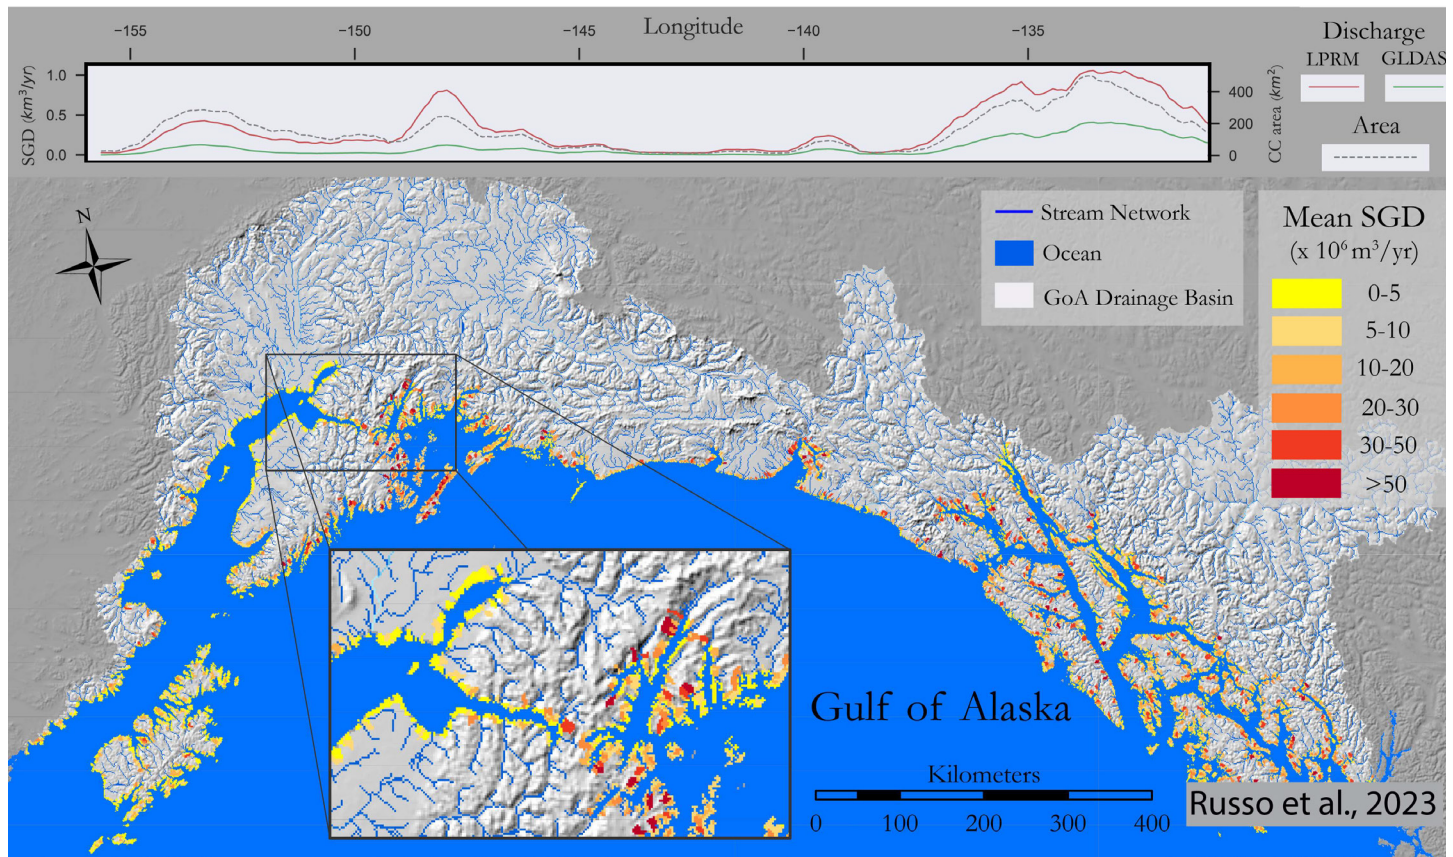 −155 −150 −145 Longitude −140 −135
1.0
0.5
0.0
SGD (km³/yr)
400
200
0
CC area (km²)
Discharge
LPRM GLDAS
Area
N
Stream Network
Ocean
GoA Drainage Basin
Mean SGD
(x 10⁶ m³/yr)
0-5
5-10
10-20
20-30
30-50
>50
Gulf of Alaska
Kilometers
0 100 200 300 400
Russo et al., 2023